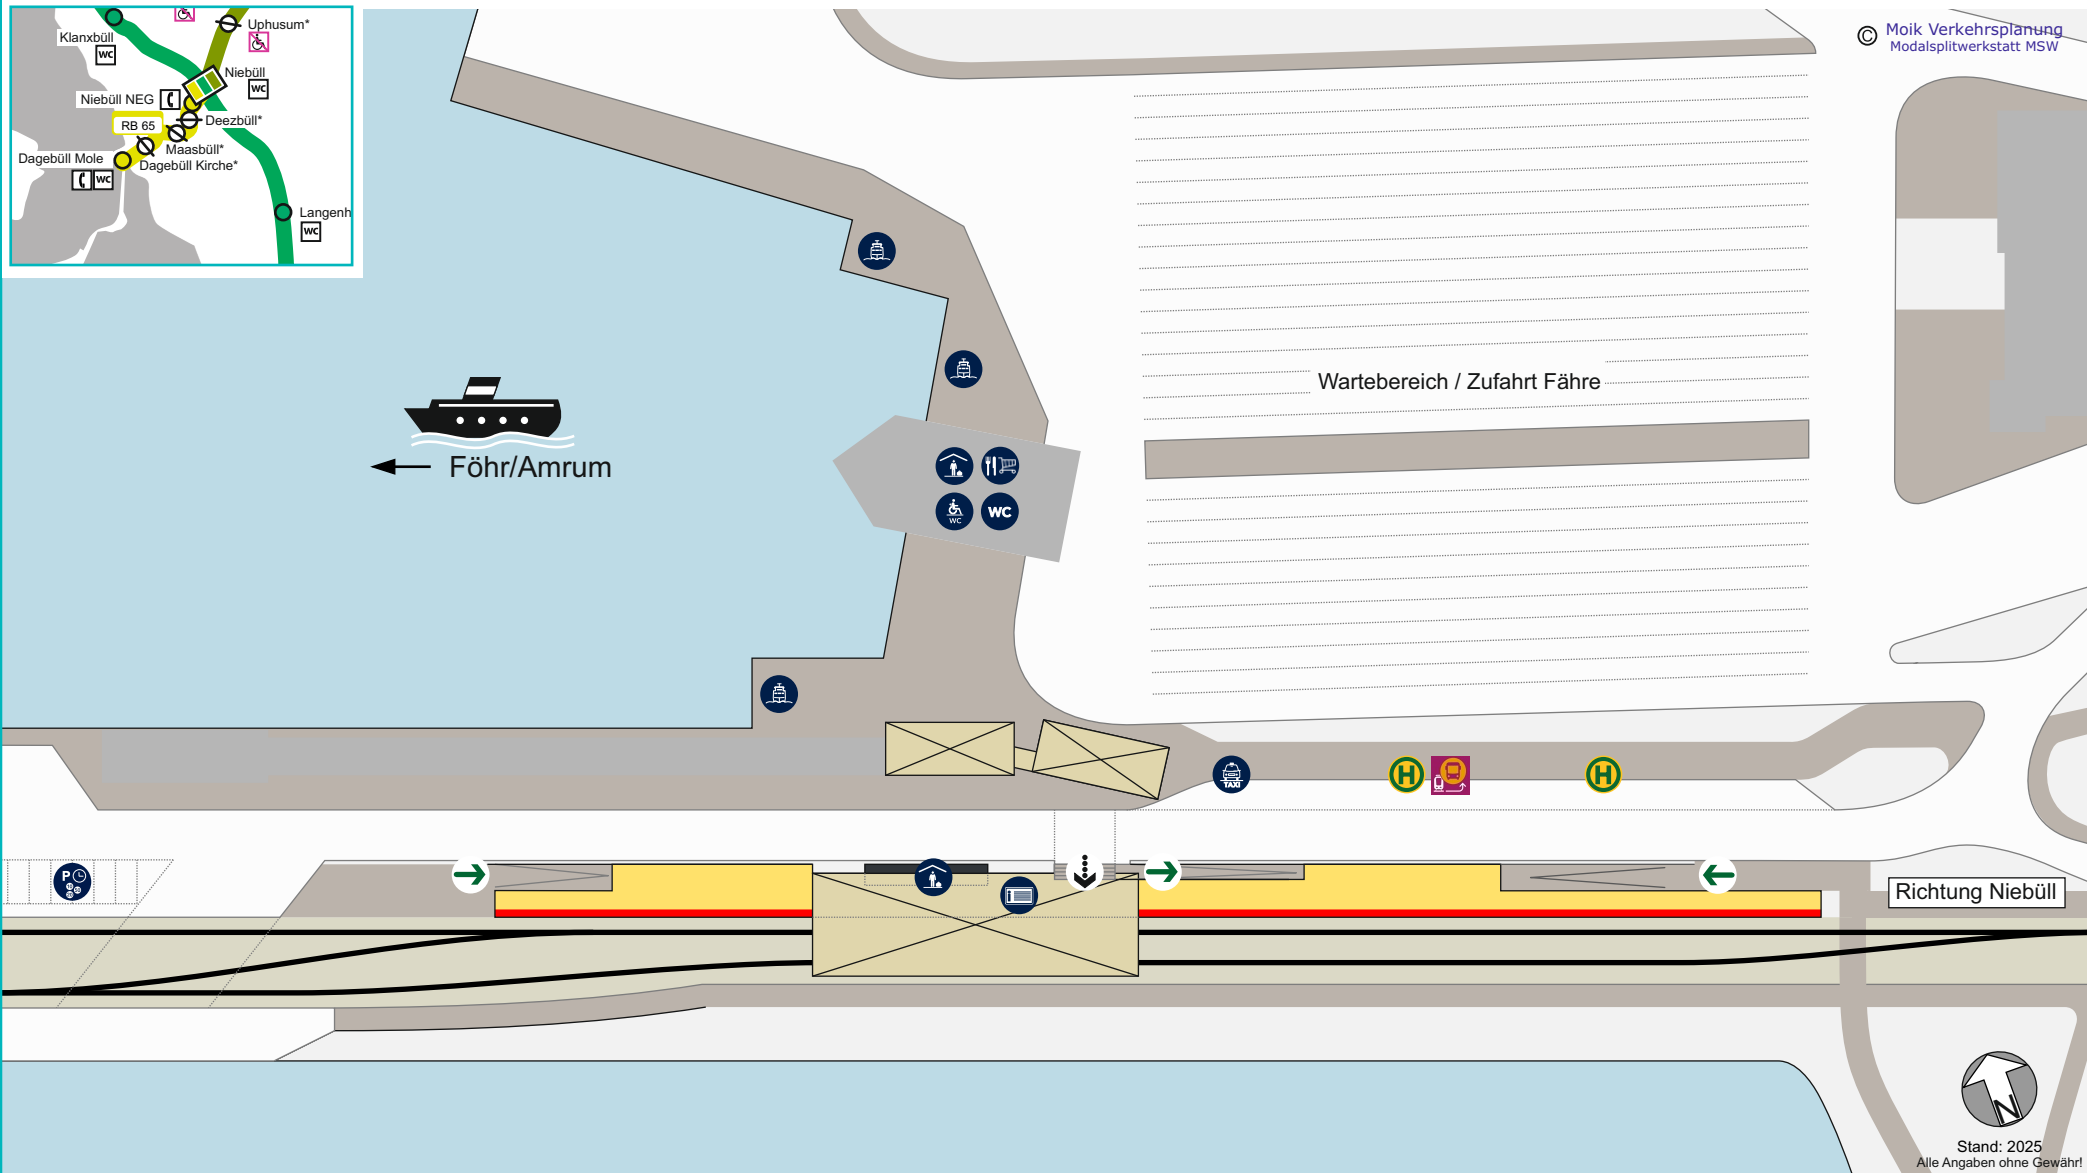 Klanxbüll
WC
Uphusum*
Niebüll
WC
Niebüll NEG
Deezbüll*
RB 65
Maasbüll*
Dagebüll Mole
Dagebüll Kirche*
WC
Langenh
WC
© Moik Verkehrsplanung
Modalsplitwerkstatt MSW
Wartebereich / Zufahrt Fähre
Föhr/Amrum
WC
WC
TAXI
H
H
P
Richtung Niebüll
N
Stand: 2025
Alle Angaben ohne Gewähr!